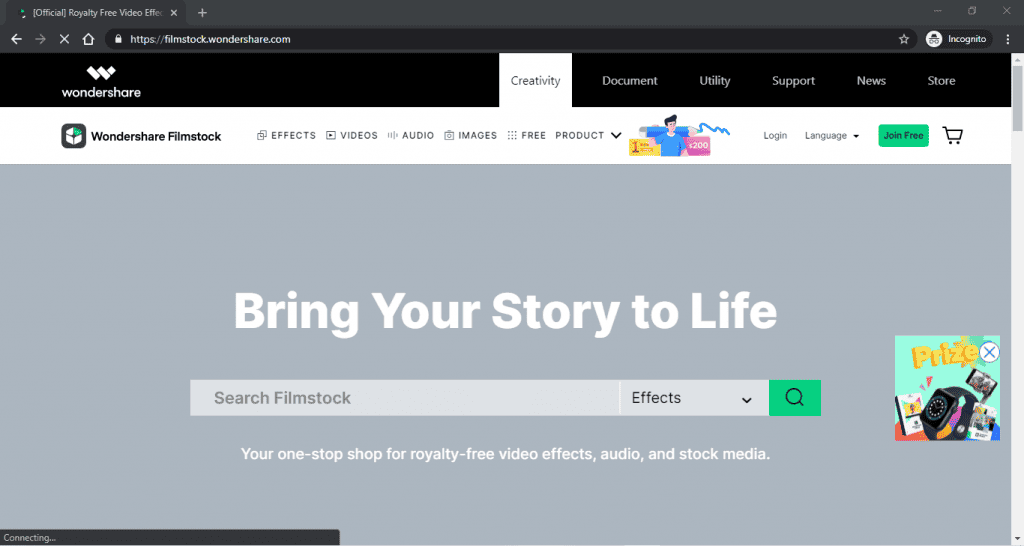 [Official] Royalty Free Video Effec
https://filmstock.wondershare.com
Incognito
wondershare
Creativity
Document
Utility
Support
News
Store
Wondershare Filmstock
EFFECTS
VIDEOS
AUDIO
IMAGES
FREE
PRODUCT
1
$200
Login
Language
Join Free
Bring Your Story to Life
Prize
Search Filmstock
Effects
Your one-stop shop for royalty-free video effects, audio, and stock media.
Connecting...